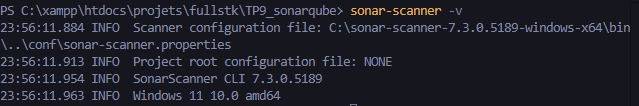 PS C:\xampp\htdocs\projets\fullstk\TP9_sonarqube> sonar-scanner -v
23:56:11.884 INFO  Scanner configuration file: C:\sonar-scanner-7.3.0.5189-windows-x64\bin
\..\conf\sonar-scanner.properties
23:56:11.913 INFO  Project root configuration file: NONE
23:56:11.954 INFO  SonarScanner CLI 7.3.0.5189
23:56:11.963 INFO  Windows 11 10.0 amd64